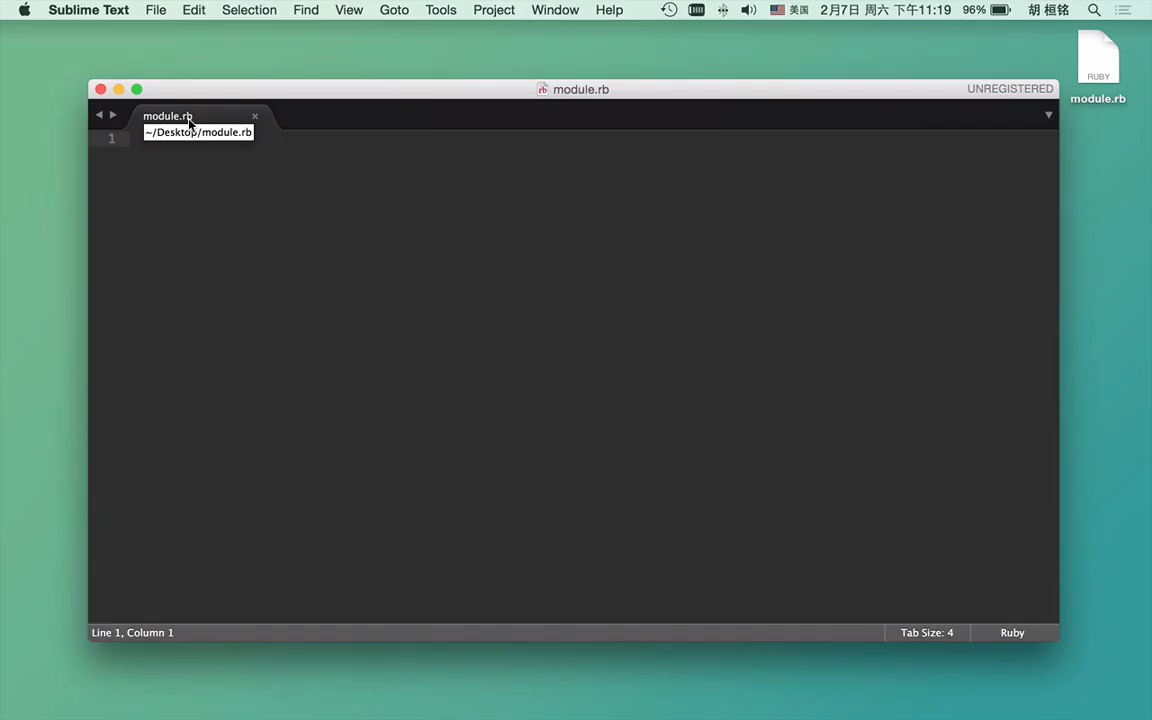 Sublime Text File Edit Selection Find View Goto Tools Project Window Help 美国 2月7日 周六 下午11:19 96% 胡 桓铭
RUBY
module.rb
module.rb UNREGISTERED
module.rb
~/Desktop/module.rb
1
Line 1, Column 1 Tab Size: 4 Ruby